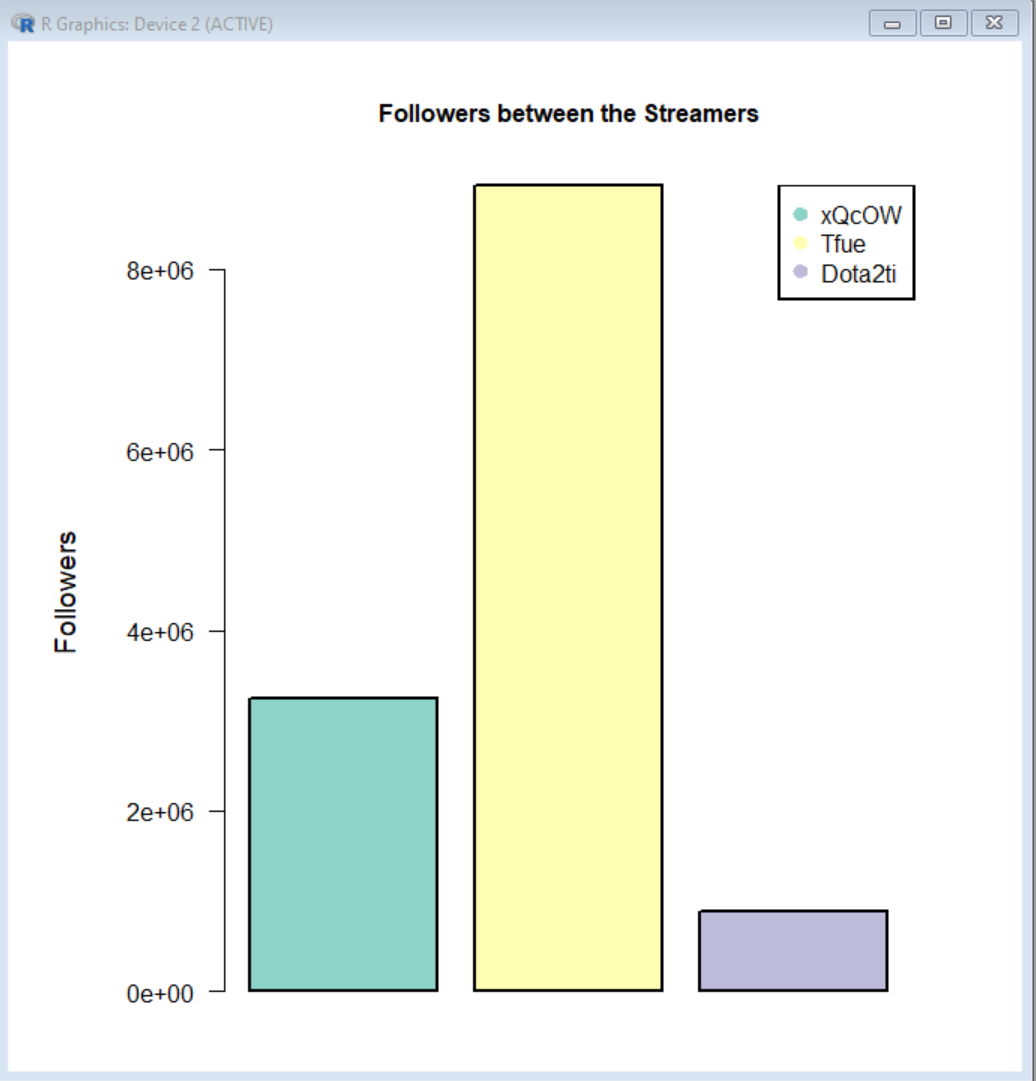 R Graphics: Device 2 (ACTIVE)
Followers between the Streamers
xQcOW
Tfue
Dota2ti
8e+06
6e+06
4e+06
2e+06
0e+00
Followers